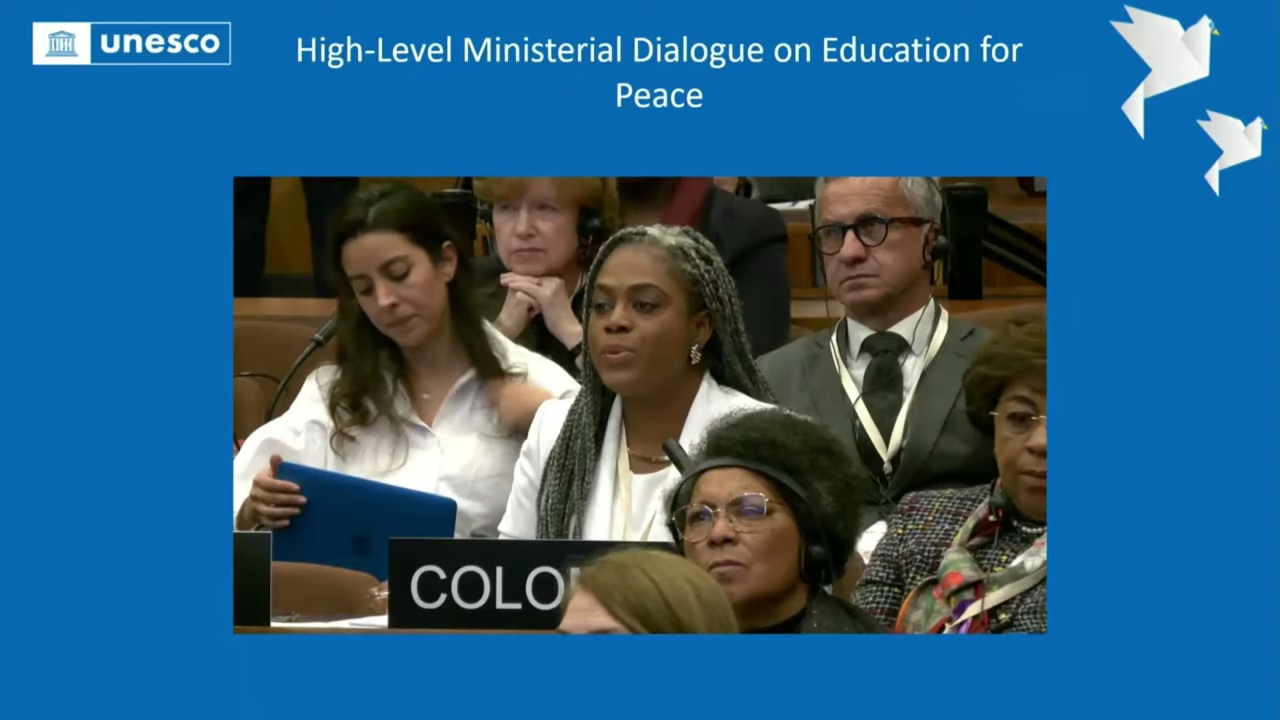 unesco
High-Level Ministerial Dialogue on Education for
Peace
COLO